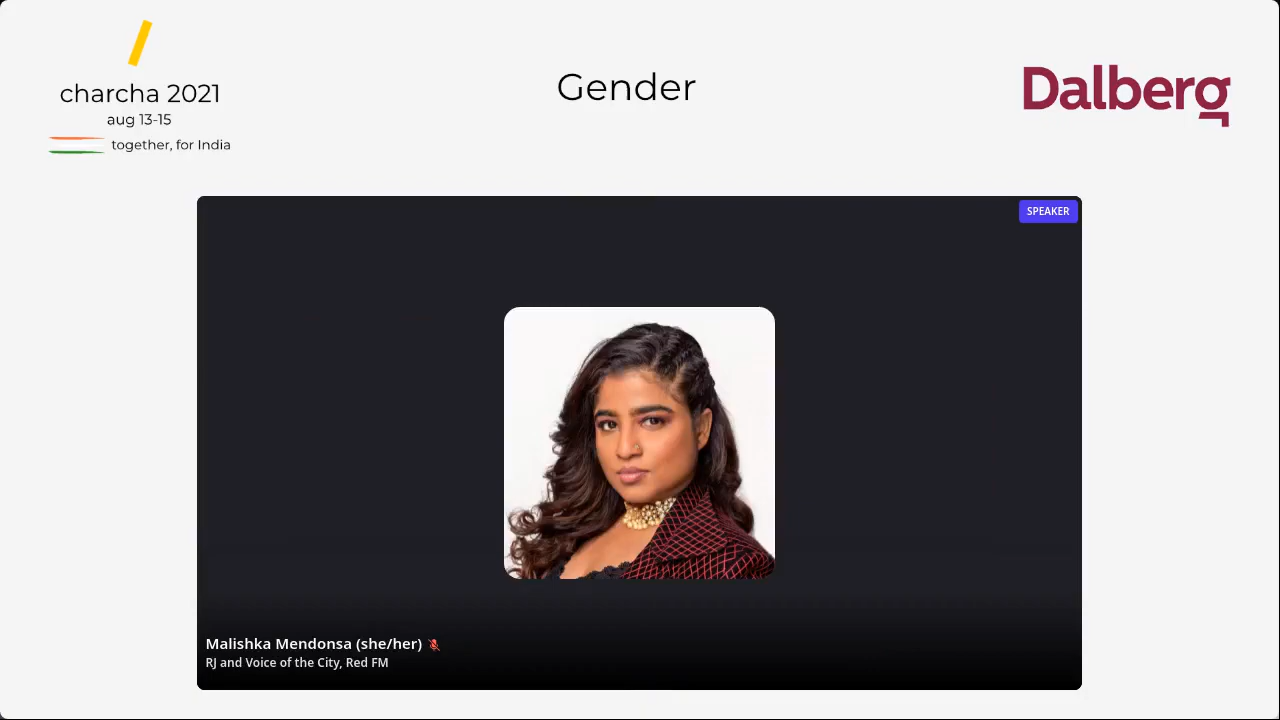 charcha 2021
aug 13-15
together, for India
Gender
Dalberg
SPEAKER
Malishka Mendonsa (she/her)
RJ and Voice of the City, Red FM